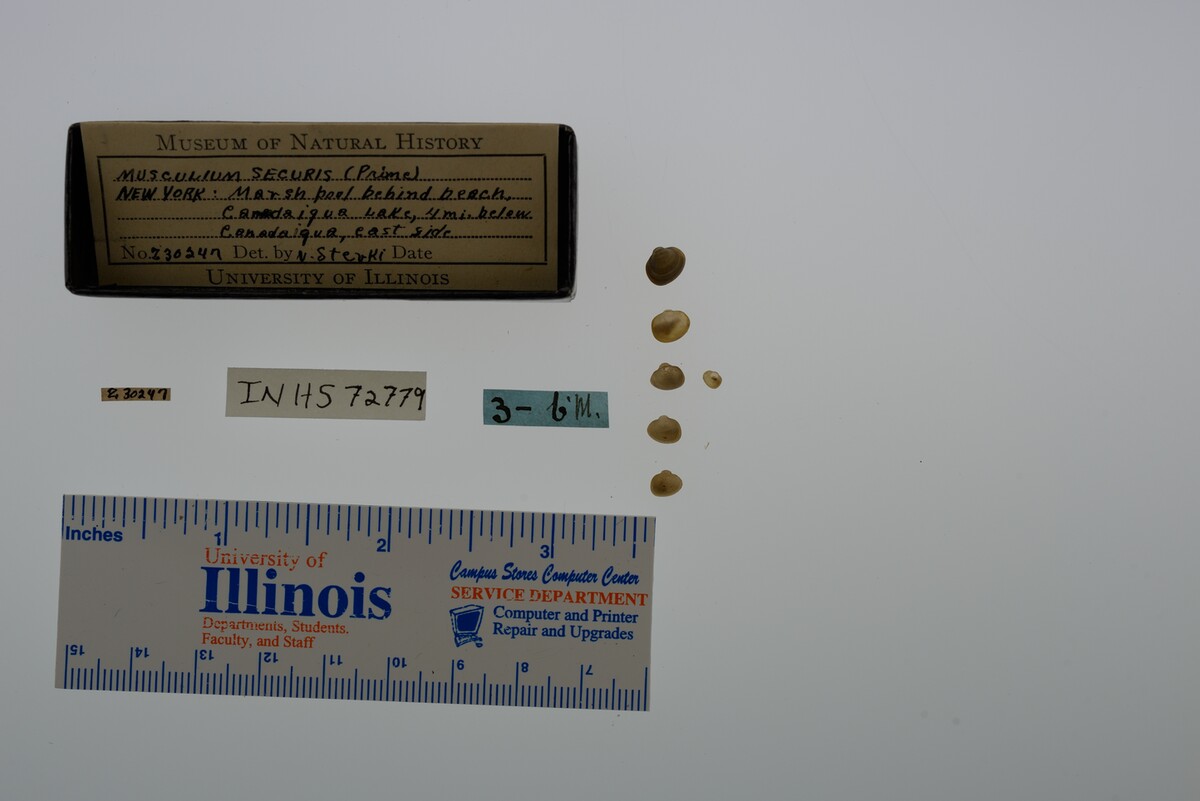 MUSEUM OF NATURAL HISTORY
MUSCULIUM SECURIS (Prime)
NEW YORK: Marsh pool behind beach,
Canadaiqua Lake, 4 mi. below
Canadaiqua, east side
No. Z30247 Det. by V. Sterki Date
UNIVERSITY OF ILLINOIS
Z30247
INHS 72779
3- 6 M.
Inches 1 2 3
University of
Illinois
Departments, Students,
Faculty, and Staff
Campus Stores Computer Center
SERVICE DEPARTMENT
Computer and Printer
Repair and Upgrades
15 14 13 12 11 10 9 8 7